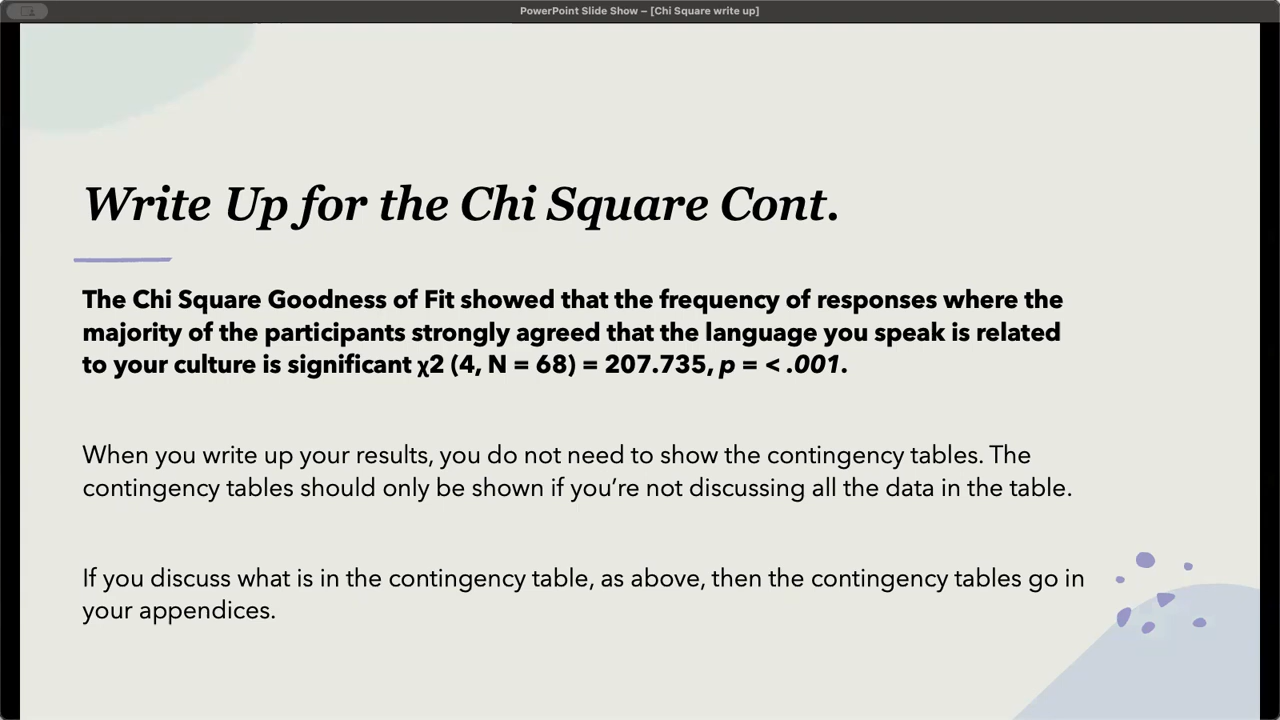 PowerPoint Slide Show – [Chi Square write up]
Write Up for the Chi Square Cont.
The Chi Square Goodness of Fit showed that the frequency of responses where the
majority of the participants strongly agreed that the language you speak is related
to your culture is significant χ2 (4, N = 68) = 207.735, p = < .001.
When you write up your results, you do not need to show the contingency tables. The
contingency tables should only be shown if you’re not discussing all the data in the table.
If you discuss what is in the contingency table, as above, then the contingency tables go in
your appendices.